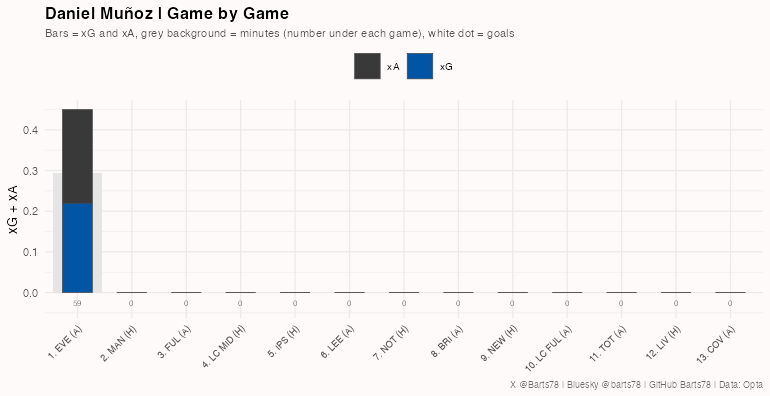 Daniel Muñoz | Game by Game
Bars = xG and xA, grey background = minutes (number under each game), white dot = goals
xA xG
xG + xA
0.4
0.3
0.2
0.1
0.0
59 0 0 0 0 0 0 0 0 0 0 0 0
1. EVE (A)
2. MAN (H)
3. FUL (A)
4. LC MID (H)
5. IPS (H)
6. LEE (A)
7. NOT (H)
8. BRI (A)
9. NEW (H)
10. LC FUL (A)
11. TOT (A)
12. LIV (H)
13. COV (A)
X @Barts78 | Bluesky @barts78 | GitHub Barts78 | Data: Opta